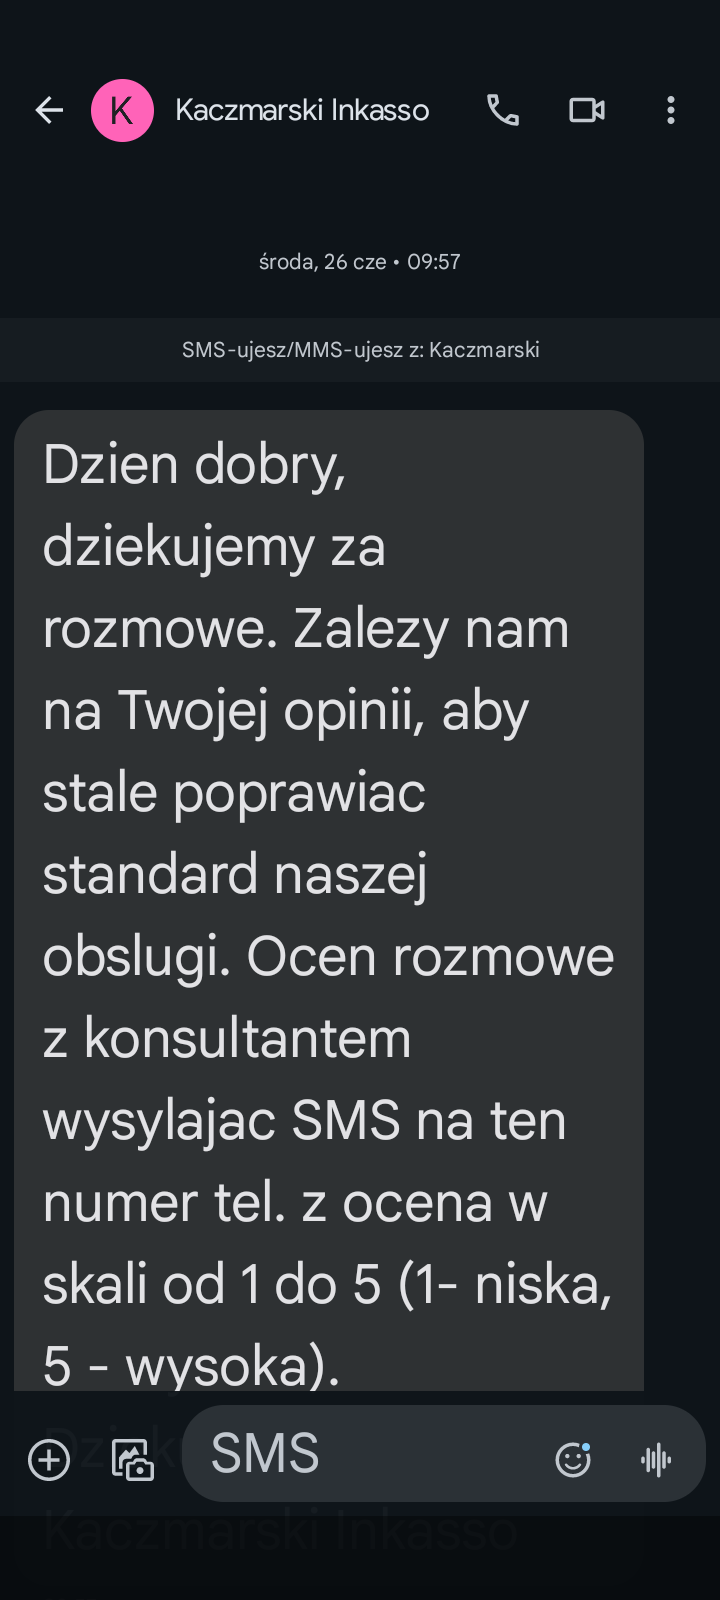 K
Kaczmarski Inkasso
środa, 26 cze • 09:57
SMS-ujesz/MMS-ujesz z: Kaczmarski
Dzien dobry,
dziekujemy za
rozmowe. Zalezy nam
na Twojej opinii, aby
stale poprawiac
standard naszej
obslugi. Ocen rozmowe
z konsultantem
wysylajac SMS na ten
numer tel. z ocena w
skali od 1 do 5 (1- niska,
5 - wysoka).
SMS
Kaczmarski Inkasso